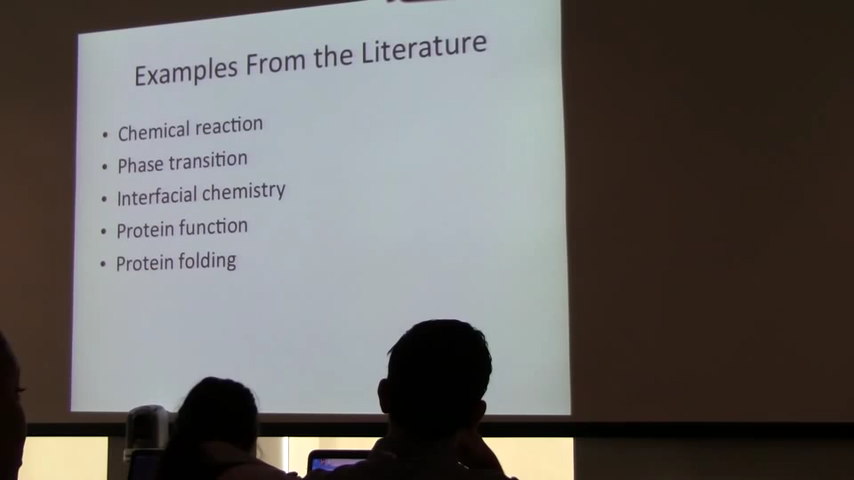 Examples From the Literature
• Chemical reaction
• Phase transition
• Interfacial chemistry
• Protein function
• Protein folding